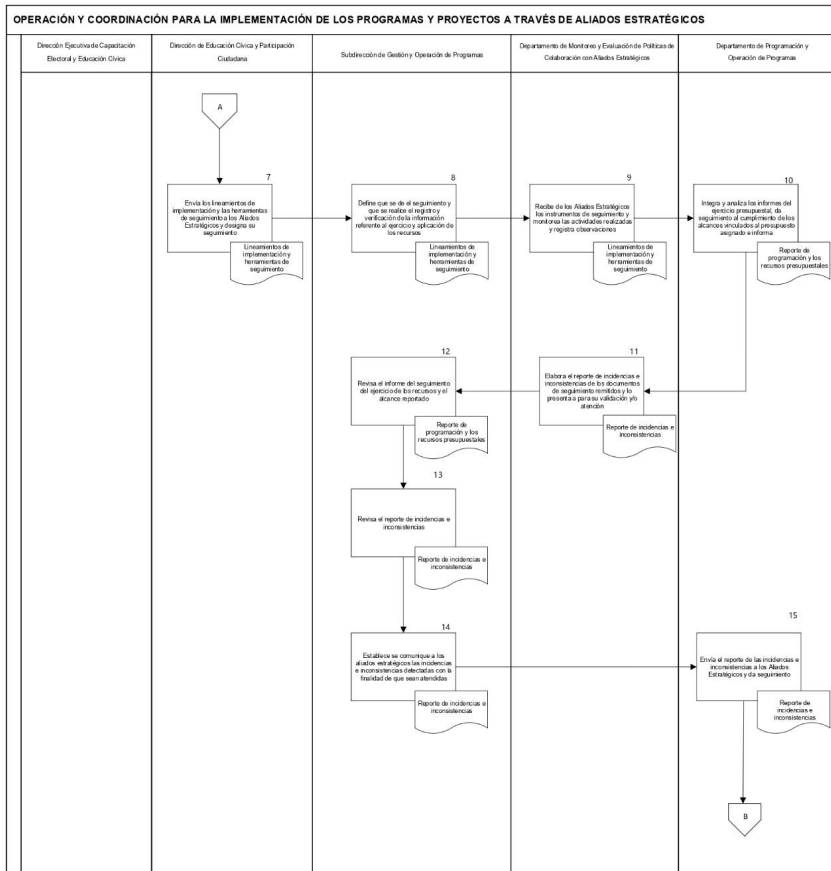 OPERACIÓN Y COORDINACIÓN PARA LA IMPLEMENTACIÓN DE LOS PROGRAMAS Y PROYECTOS A TRAVÉS DE ALIADOS ESTRATÉGICOS
Dirección Ejecutiva de Capacitación
Electoral y Educación Cívica
Dirección de Educación Cívica y Participación
Ciudadana
Subdirección de Gestión y Operación de Programas
Departamento de Monitoreo y Evaluación de Políticas de
Colaboración con Aliados Estratégicos
Departamento de Programación y
Operación de Programas
A
7
Envía los lineamientos de
implementación y las herramientas
de seguimiento a los Aliados
Estratégicos y designa su
seguimiento
Lineamientos de
implementación y
herramientas de
seguimiento
8
Define que se de el seguimiento y
que se realice el registro y
verificación de la información
referente al ejercicio y aplicación de
los recursos
Lineamientos de
implementación y
herramientas de
seguimiento
9
Recibe de los Aliados Estratégicos
los instrumentos de seguimiento y
monitorea las actividades realizadas
y registra observaciones
Lineamientos de
implementación y
herramientas de
seguimiento
10
Integra y analiza los informes del
ejercicio presupuestal, da
seguimiento al cumplimiento de los
alcances vinculados al presupuesto
asignado e informa
Reporte de
programación y los
recursos presupuestales
11
Elabora el reporte de incidencias e
inconsistencias de los documentos
de seguimiento remitidos y lo
presenta a para su validación y/o
atención
Reporte de incidencias e
inconsistencias
12
Revisa el informe del seguimiento
del ejercicio de los recursos y el
alcance reportado
Reporte de
programación y los
recursos presupuestales
13
Revisa el reporte de incidencias e
inconsistencias
Reporte de incidencias e
inconsistencias
14
Establece se comunique a los
aliados estratégicos las incidencias
e inconsistencias detectadas con la
finalidad de que sean atendidas
Reporte de incidencias e
inconsistencias
15
Envía el reporte de las incidencias e
inconsistencias a los Aliados
Estratégicos y da seguimiento
Reporte de
incidencias e
inconsistencias
B